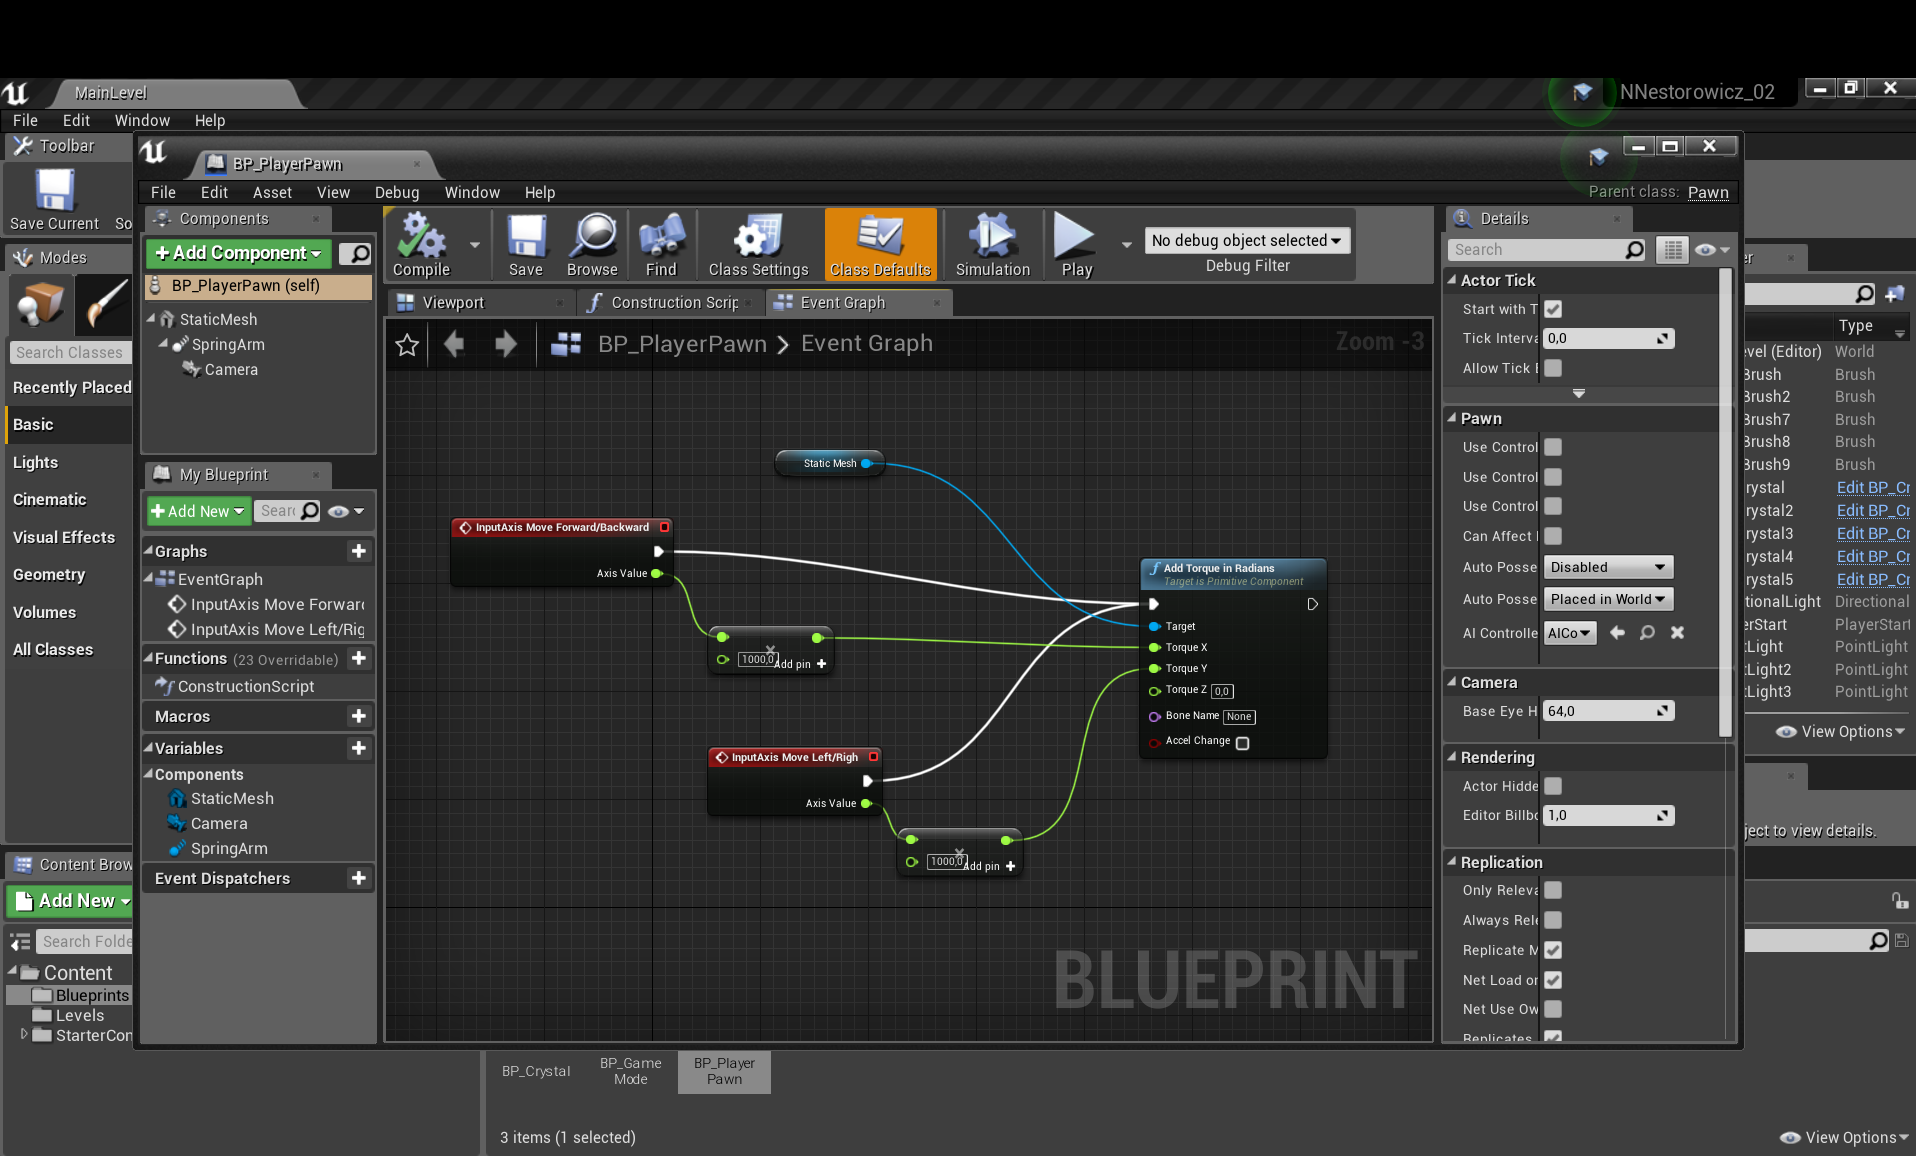 MainLevel
NNestorowicz_02
File Edit Window Help
Toolbar
Save Current So
Modes
Search Classes
Recently Placed
Basic
Lights
Cinematic
Visual Effects
Geometry
Volumes
All Classes
Content Brow
Add New
Search Folde
Content
Blueprints
Levels
StarterCon
BP_PlayerPawn
Parent class: Pawn
File Edit Asset View Debug Window Help
Components
+Add Component
BP_PlayerPawn (self)
StaticMesh
SpringArm
Camera
My Blueprint
+Add New
Searc
Graphs
EventGraph
InputAxis Move Forward
InputAxis Move Left/Rig
Functions (23 Overridable)
ConstructionScript
Macros
Variables
Components
StaticMesh
Camera
SpringArm
Event Dispatchers
Compile
Save
Browse
Find
Class Settings
Class Defaults
Simulation
Play
No debug object selected
Debug Filter
Viewport
Construction Scrip
Event Graph
BP_PlayerPawn > Event Graph
Zoom -3
Static Mesh
InputAxis Move Forward/Backward
Axis Value
1000,0
Add pin +
InputAxis Move Left/Righ
Axis Value
1000,0
Add pin +
Add Torque in Radians
Target is Primitive Component
Target
Torque X
Torque Y
Torque Z 0,0
Bone Name None
Accel Change
BLUEPRINT
Details
Search
Actor Tick
Start with T
Tick Interva 0,0
Allow Tick
Pawn
Use Control
Use Control
Use Control
Can Affect
Auto Posse Disabled
Auto Posse Placed in World
AI Controlle AICo
Camera
Base Eye H 64,0
Rendering
Actor Hidde
Editor Billbo 1,0
Replication
Only Releva
Always Rele
Replicate M
Net Load on
Net Use Ow
Replicates
er
Type
evel (Editor) World
Brush Brush
Brush2 Brush
Brush7 Brush
Brush8 Brush
Brush9 Brush
rystal Edit BP_Cr
rystal2 Edit BP_Cr
rystal3 Edit BP_Cr
rystal4 Edit BP_Cr
rystal5 Edit BP_Cr
tionalLight Directional
erStart PlayerStart
tLight PointLight
tLight2 PointLight
tLight3 PointLight
View Options
ject to view details.
BP_Crystal
BP_Game
Mode
BP_Player
Pawn
3 items (1 selected)
View Options